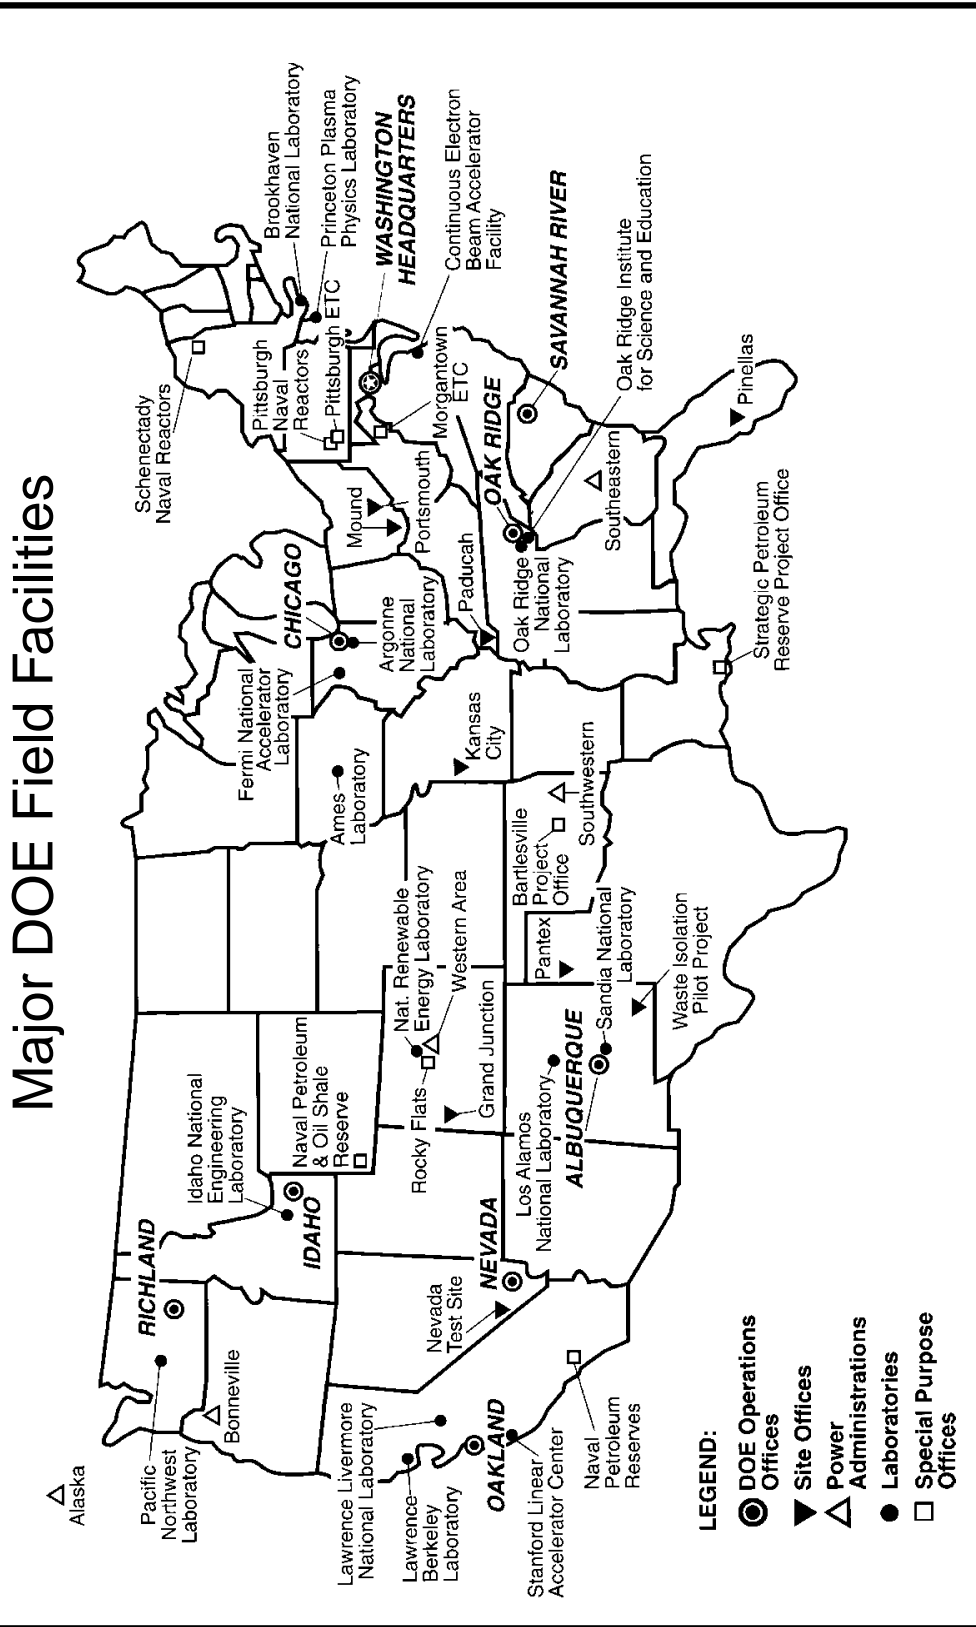 Major DOE Field Facilities
Alaska
Pacific
Northwest
Laboratory
RICHLAND
Bonneville
Idaho National
Engineering
Laboratory
IDAHO
Naval Petroleum
& Oil Shale
Reserve
Lawrence Livermore
National Laboratory
Lawrence
Berkeley
Laboratory
OAKLAND
Stanford Linear
Accelerator Center
Naval
Petroleum
Reserves
Nevada
Test Site
NEVADA
Rocky Flats
Nat. Renewable
Energy Laboratory
Western Area
Grand Junction
Los Alamos
National Laboratory
ALBUQUERQUE
Sandia National
Laboratory
Waste Isolation
Pilot Project
Pantex
Bartlesville
Project
Office
Southwestern
Kansas
City
Ames
Laboratory
Fermi National
Accelerator
Laboratory
CHICAGO
Argonne
National
Laboratory
Paducah
Mound
Portsmouth
Schenectady
Naval Reactors
Pittsburgh
Naval
Reactors
Pittsburgh ETC
Brookhaven
National Laboratory
Princeton Plasma
Physics Laboratory
WASHINGTON
HEADQUARTERS
Continuous Electron
Beam Accelerator
Facility
Morgantown
ETC
OAK RIDGE
Oak Ridge
National
Laboratory
SAVANNAH RIVER
Oak Ridge Institute
for Science and Education
Southeastern
Pinellas
Strategic Petroleum
Reserve Project Office
LEGEND:
DOE Operations
Offices
Site Offices
Power
Administrations
Laboratories
Special Purpose
Offices